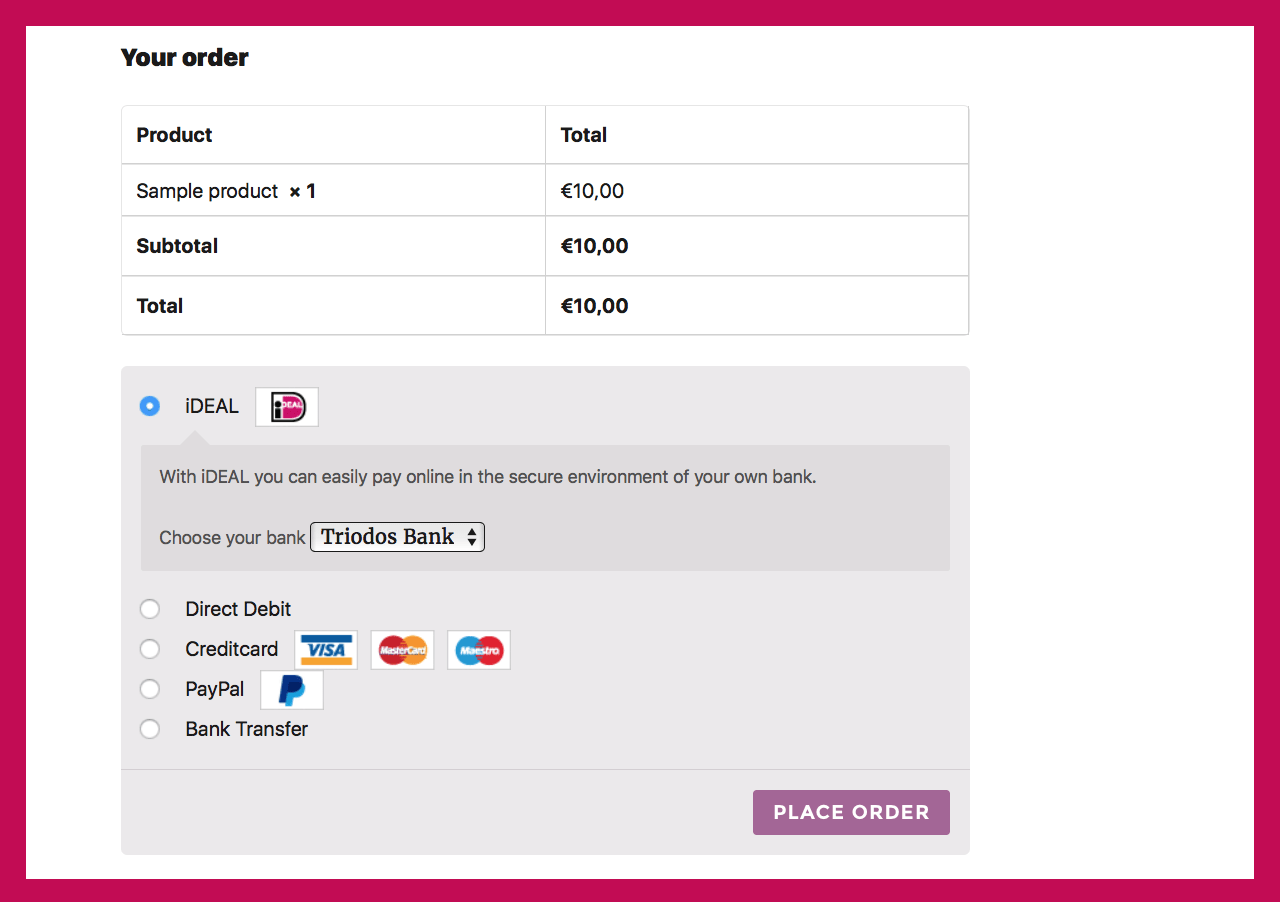 Your order
Product Total
Sample product × 1 €10,00
Subtotal €10,00
Total €10,00
iDEAL iDEAL
With iDEAL you can easily pay online in the secure environment of your own bank.
Choose your bank Triodos Bank
Direct Debit
Creditcard VISA MasterCard Maestro
PayPal P
Bank Transfer
PLACE ORDER